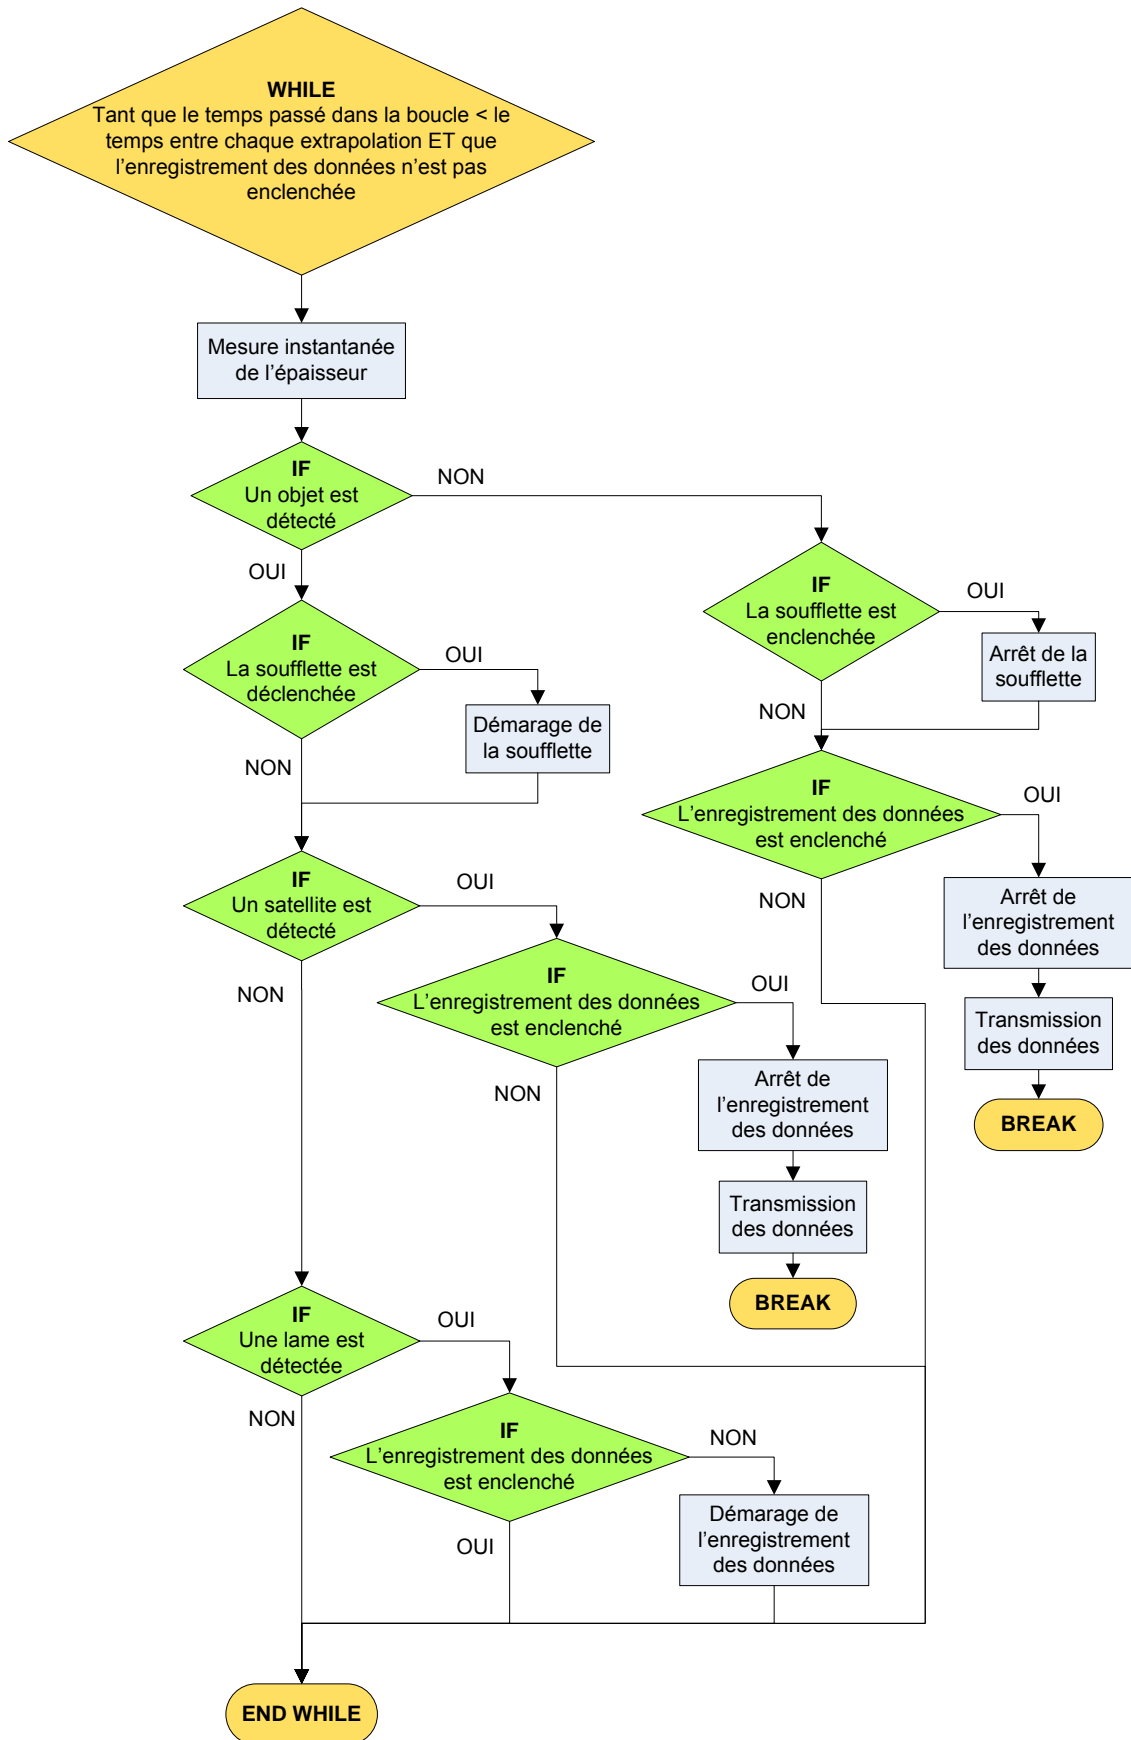 WHILE
Tant que le temps passé dans la boucle < le
temps entre chaque extrapolation ET que
l'enregistrement des données n'est pas
enclenchée
Mesure instantanée
de l'épaisseur
IF
Un objet est
détecté
NON
OUI
IF
La soufflette est
enclenchée
OUI
Arrêt de la
soufflette
NON
IF
La soufflette est
déclenchée
OUI
Démarage de
la soufflette
NON
IF
L'enregistrement des données
est enclenché
OUI
NON
Arrêt de
l'enregistrement
des données
Transmission
des données
BREAK
IF
Un satellite est
détecté
OUI
NON
IF
L'enregistrement des données
est enclenché
OUI
NON
Arrêt de
l'enregistrement
des données
Transmission
des données
BREAK
IF
Une lame est
détectée
OUI
NON
IF
L'enregistrement des données
est enclenché
NON
OUI
Démarage de
l'enregistrement
des données
END WHILE